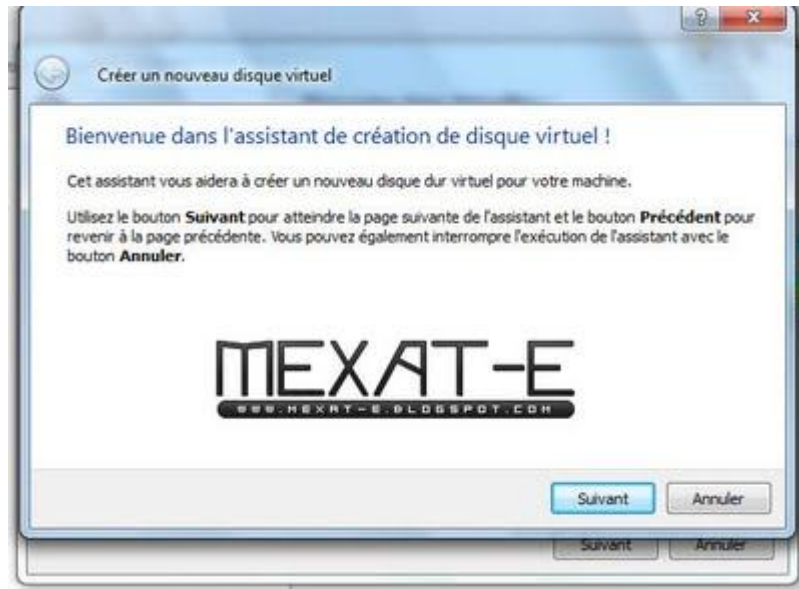 Créer un nouveau disque virtuel
Bienvenue dans l'assistant de création de disque virtuel !
Cet assistant vous aidera à créer un nouveau disque dur virtuel pour votre machine.
Utilisez le bouton Suivant pour atteindre la page suivante de l'assistant et le bouton Précédent pour
revenir à la page précédente. Vous pouvez également interrompre l'exécution de l'assistant avec le
bouton Annuler.
MEXAT-E
WWW.MEXAT-E.BLOGSPOT.COM
Suivant Annuler
Suivant Annuler